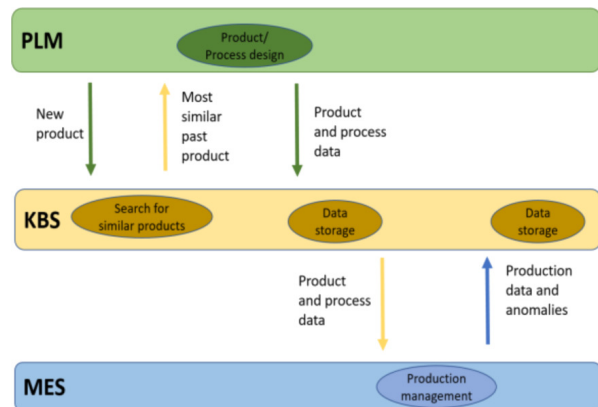 PLM
Product/
Process design
New
product
Most
similar
past
product
Product
and process
data
KBS
Search for
similar products
Data
storage
Data
storage
Product
and process
data
Production
data and
anomalies
MES
Production
management